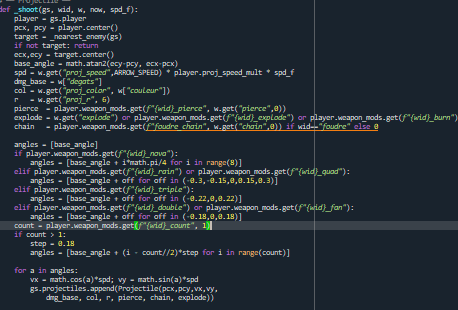 Projectile
def _shoot(gs, wid, w, now, spd_f):
player = gs.player
pcx, pcy = player.center()
target = _nearest_enemy(gs)
if not target: return
ecx,ecy = target.center()
base_angle = math.atan2(ecy-pcy, ecx-pcx)
spd = w.get("proj_speed",ARROW_SPEED) * player.proj_speed_mult * spd_f
dmg_base = w["degats"]
col = w.get("proj_color", w["couleur"])
r = w.get("proj_r", 6)
pierce = player.weapon_mods.get(f"{wid}_pierce", w.get("pierce",0))
explode = w.get("explode") or player.weapon_mods.get(f"{wid}_explode") or player.weapon_mods.get(f"{wid}_burn")
chain = player.weapon_mods.get(f"foudre_chain", w.get("chain",0)) if wid=="foudre" else 0
angles = [base_angle]
if player.weapon_mods.get(f"{wid}_nova"):
angles = [base_angle + i*math.pi/4 for i in range(8)]
elif player.weapon_mods.get(f"{wid}_rain") or player.weapon_mods.get(f"{wid}_quad"):
angles = [base_angle + off for off in (-0.3,-0.15,0.15,0.3)]
elif player.weapon_mods.get(f"{wid}_triple"):
angles = [base_angle + off for off in (-0.22,0,0.22)]
elif player.weapon_mods.get(f"{wid}_double") or player.weapon_mods.get(f"{wid}_fan"):
angles = [base_angle + off for off in (-0.18,0,0.18)]
count = player.weapon_mods.get(f"{wid}_count", 1)
if count > 1:
step = 0.18
angles = [base_angle + (i - count//2)*step for i in range(count)]
for a in angles:
vx = math.cos(a)*spd; vy = math.sin(a)*spd
gs.projectiles.append(Projectile(pcx,pcy,vx,vy,
dmg_base, col, r, pierce, chain, explode))